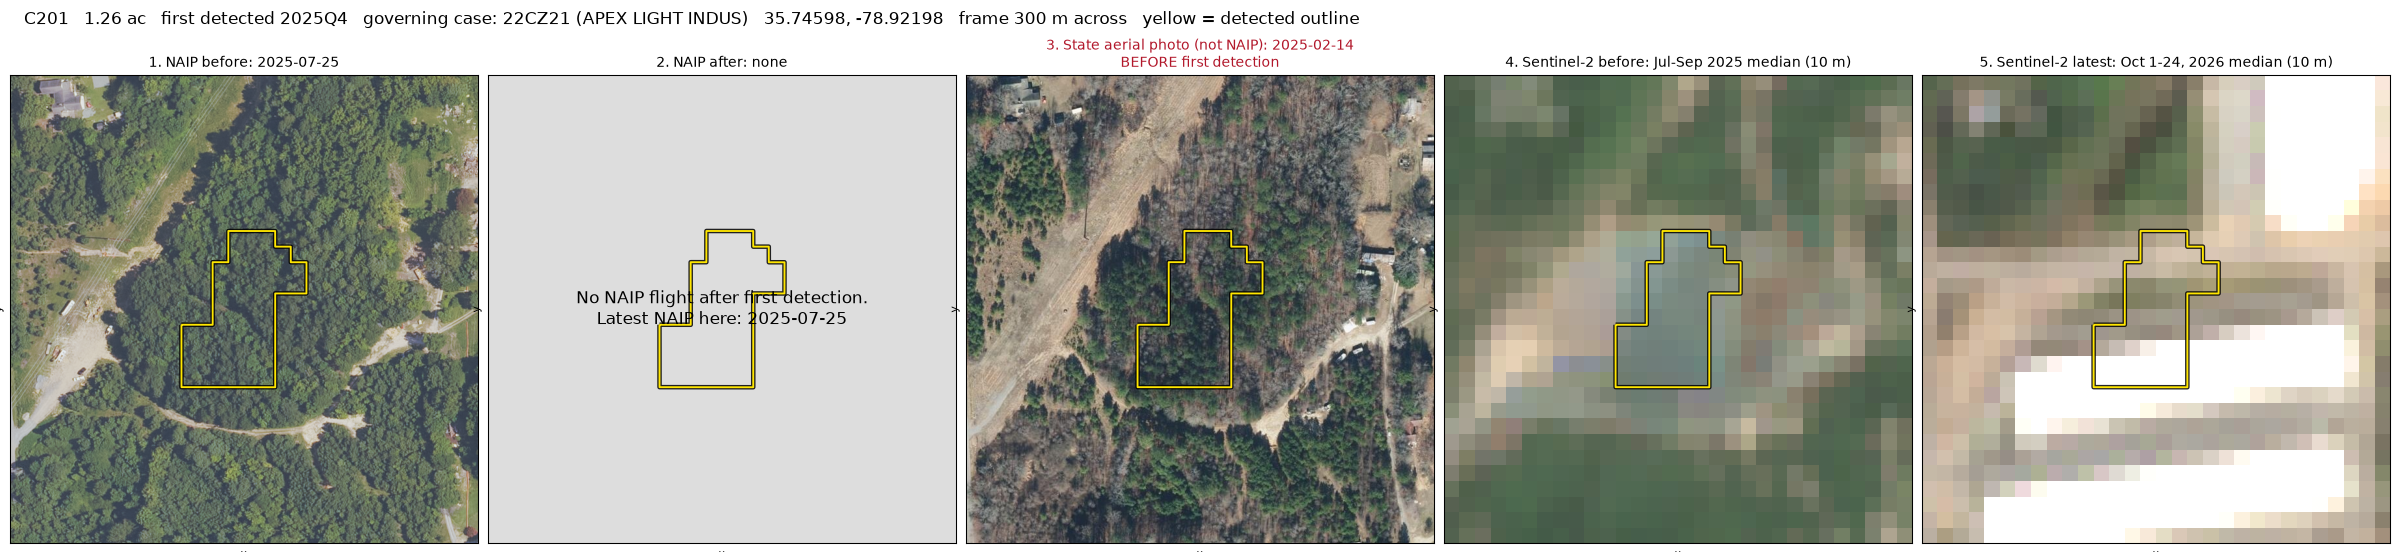 C201   1.26 ac   first detected 2025Q4   governing case: 22CZ21 (APEX LIGHT INDUS)   35.74598, -78.92198   frame 300 m across   yellow = detected outline
1. NAIP before: 2025-07-25
2. NAIP after: none
3. State aerial photo (not NAIP): 2025-02-14
BEFORE first detection
4. Sentinel-2 before: Jul-Sep 2025 median (10 m)
5. Sentinel-2 latest: Oct 1-24, 2026 median (10 m)
No NAIP flight after first detection.
Latest NAIP here: 2025-07-25